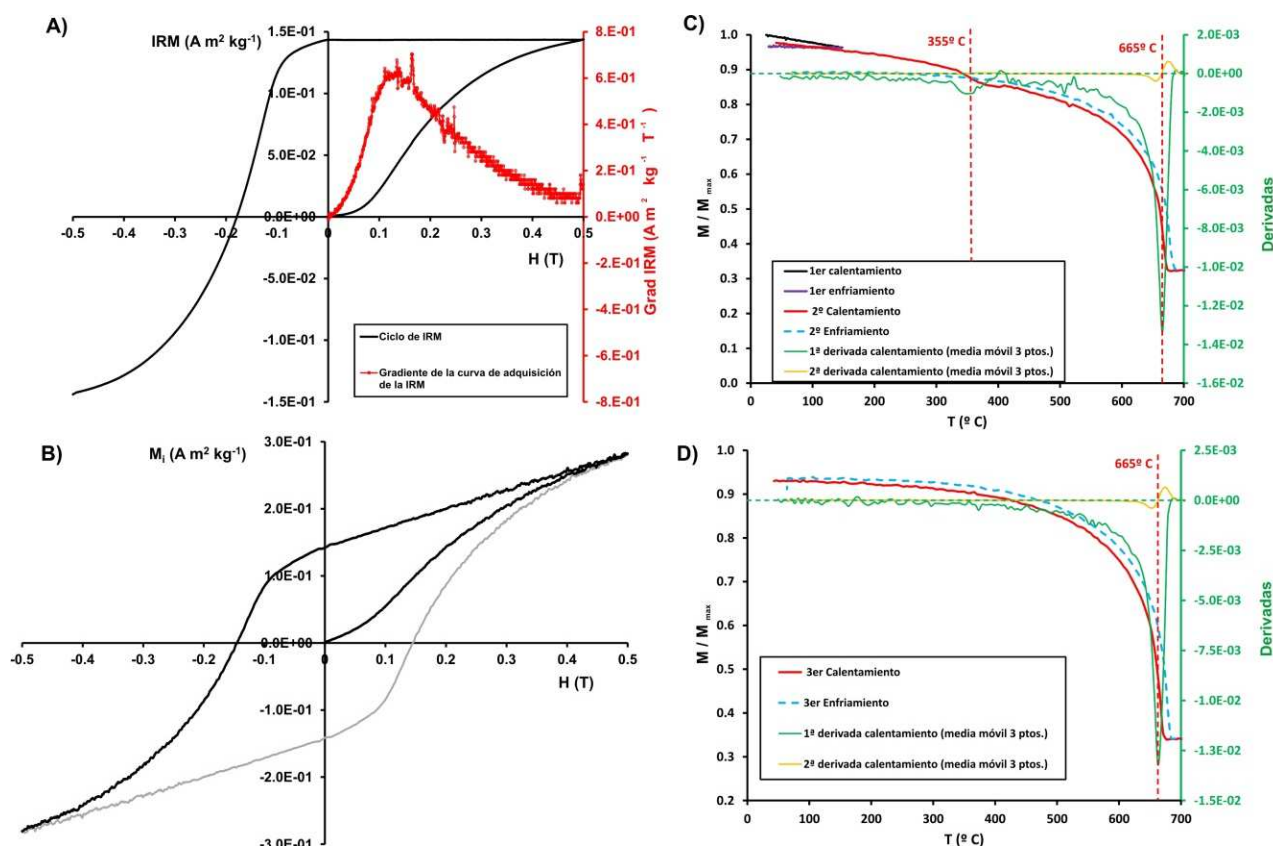 A)
IRM (A m² kg⁻¹)
1.5E-01
1.0E-01
5.0E-02
0.0E+00
-5.0E-02
-1.0E-01
-1.5E-01
-0.5 -0.4 -0.3 -0.2 -0.1 0 0.1 0.2 0.3 0.4 0.5
H (T)
8.E-01
6.E-01
4.E-01
2.E-01
0.E+00
-2.E-01
-4.E-01
-6.E-01
-8.E-01
Grad IRM (A m² kg⁻¹ T⁻¹)
Ciclo de IRM
Gradiente de la curva de adquisición
de la IRM
B)
Mi (A m² kg⁻¹)
3.0E-01
2.0E-01
1.0E-01
0.0E+00
-1.0E-01
-2.0E-01
-3.0E-01
-0.5 -0.4 -0.3 -0.2 -0.1 0 0.1 0.2 0.3 0.4 0.5
H (T)
C)
355º C
665º C
1.0
0.9
0.8
0.7
0.6
0.5
0.4
0.3
0.2
0.1
0.0
M / M max
0 100 200 300 400 500 600 700
T (º C)
2.0E-03
0.0E+00
-2.0E-03
-4.0E-03
-6.0E-03
-8.0E-03
-1.0E-02
-1.2E-02
-1.4E-02
-1.6E-02
Derivadas
1er calentamiento
1er enfriamiento
2º Calentamiento
2º Enfriamiento
1ª derivada calentamiento (media móvil 3 ptos.)
2ª derivada calentamiento (media móvil 3 ptos.)
D)
665º C
1.0
0.9
0.8
0.7
0.6
0.5
0.4
0.3
0.2
M / M max
0 100 200 300 400 500 600 700
T (º C)
2.5E-03
0.0E+00
-2.5E-03
-5.0E-03
-7.5E-03
-1.0E-02
-1.3E-02
-1.5E-02
Derivadas
3er Calentamiento
3er Enfriamiento
1ª derivada calentamiento (media móvil 3 ptos.)
2ª derivada calentamiento (media móvil 3 ptos.)